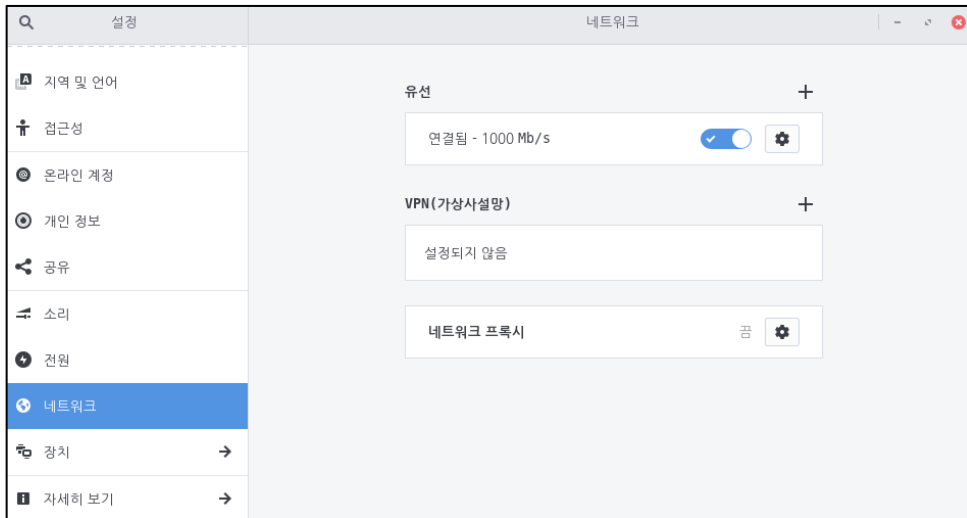 설정
네트워크
지역 및 언어
접근성
온라인 계정
개인 정보
공유
소리
전원
네트워크
장치
자세히 보기
유선
연결됨 - 1000 Mb/s
VPN(가상사설망)
설정되지 않음
네트워크 프록시 끔